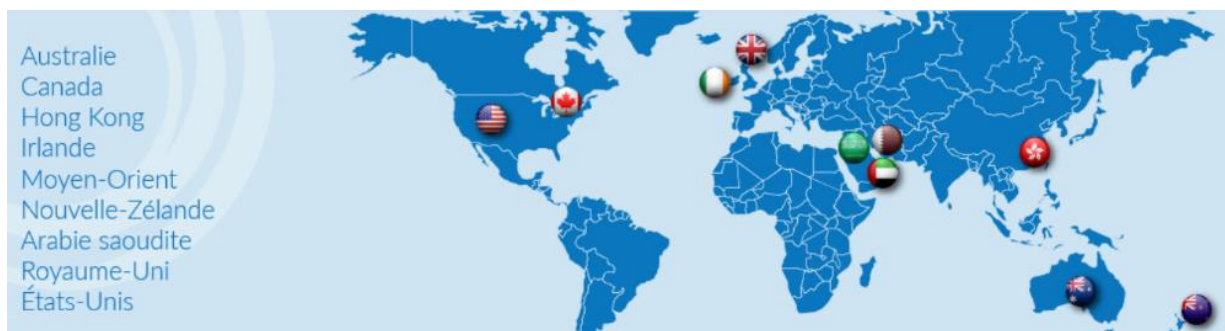 Australie
Canada
Hong Kong
Irlande
Moyen-Orient
Nouvelle-Zélande
Arabie saoudite
Royaume-Uni
États-Unis